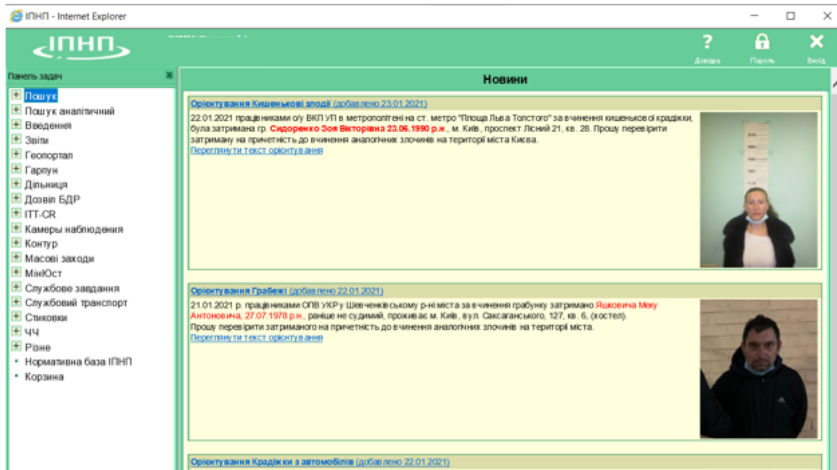 ІПНП - Internet Explorer
ІПНП
Довідка
Пароль
Вихід
Панель задач
Новини
Пошук
Пошук аналітичний
Введення
Звіти
Геопортал
Гарпун
Дільниця
Дозвіл БДР
ITT-CR
Камеры наблюдения
Контур
Масові заходи
МінЮст
Службове завдання
Службовий транспорт
Стиковки
ЧЧ
Різне
Нормативна база ІПНП
Корзина
Орієнтування Кишенькові злодії (добавлено 23.01.2021)
22.01.2021 працівниками о/у ВКП УП в метрополітені на ст. метро "Площа Льва Толстого" за вчинення кишенькової крадіжки,
була затримана гр. Сидоренко Зоя Вікторівна 23.06.1990 р.н., м. Київ, проспект Лісний 21, кв. 28. Прошу перевірити
затриману на причетність до вчинення аналогічних злочинів на території міста Києва.
Переглянути текст орієнтування
Орієнтування Грабежі (добавлено 22.01.2021)
21.01.2021 р. працівниками ОПВ УКР у Шевченківському р-ні міста за вчинення грабунку затримано Яшковича Меку
Антоновича, 27.07.1978 р.н., раніше не судимий, проживає м. Київ, вул. Саксаганського, 127, кв. 6, (хостел).
Прошу перевірити затриманого на причетність до вчинення аналогічних злочинів на території міста.
Переглянути текст орієнтування
Орієнтування Крадіжки з автомобілів (добавлено 22.01.2021)